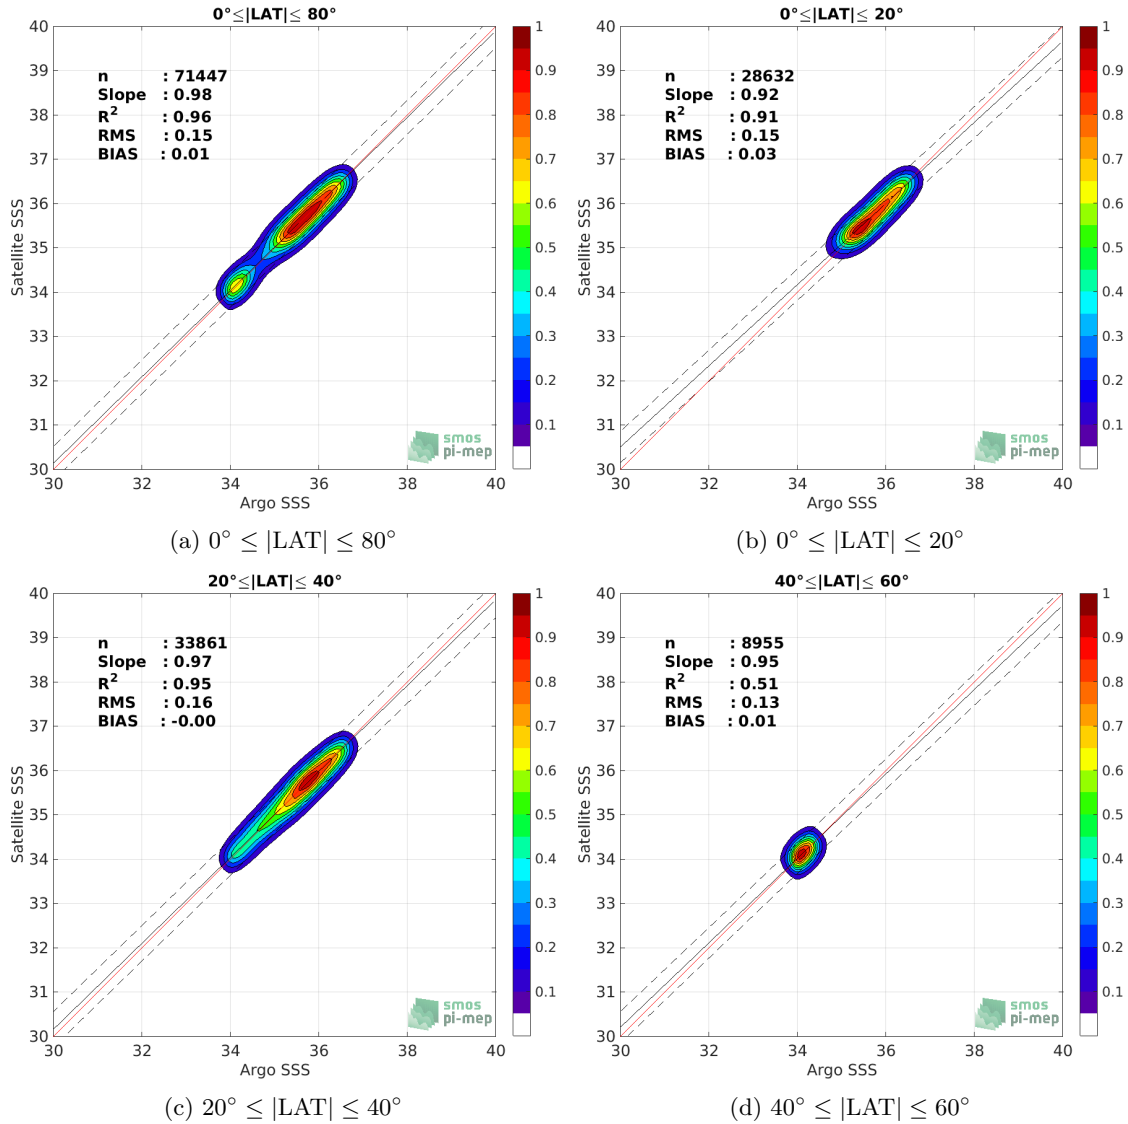 0°≤|LAT|≤ 80°
40
39
38
37
36
35
34
33
32
31
30
Satellite SSS
n : 71447
Slope : 0.98
R² : 0.96
RMS : 0.15
BIAS : 0.01
smos
pi-mep
30 32 34 36 38 40
Argo SSS
1
0.9
0.8
0.7
0.6
0.5
0.4
0.3
0.2
0.1
(a) 0° ≤ |LAT| ≤ 80°
0°≤|LAT|≤ 20°
40
39
38
37
36
35
34
33
32
31
30
Satellite SSS
n : 28632
Slope : 0.92
R² : 0.91
RMS : 0.15
BIAS : 0.03
smos
pi-mep
30 32 34 36 38 40
Argo SSS
1
0.9
0.8
0.7
0.6
0.5
0.4
0.3
0.2
0.1
(b) 0° ≤ |LAT| ≤ 20°
20°≤|LAT|≤ 40°
40
39
38
37
36
35
34
33
32
31
30
Satellite SSS
n : 33861
Slope : 0.97
R² : 0.95
RMS : 0.16
BIAS : -0.00
smos
pi-mep
30 32 34 36 38 40
Argo SSS
1
0.9
0.8
0.7
0.6
0.5
0.4
0.3
0.2
0.1
(c) 20° ≤ |LAT| ≤ 40°
40°≤|LAT|≤ 60°
40
39
38
37
36
35
34
33
32
31
30
Satellite SSS
n : 8955
Slope : 0.95
R² : 0.51
RMS : 0.13
BIAS : 0.01
smos
pi-mep
30 32 34 36 38 40
Argo SSS
1
0.9
0.8
0.7
0.6
0.5
0.4
0.3
0.2
0.1
(d) 40° ≤ |LAT| ≤ 60°